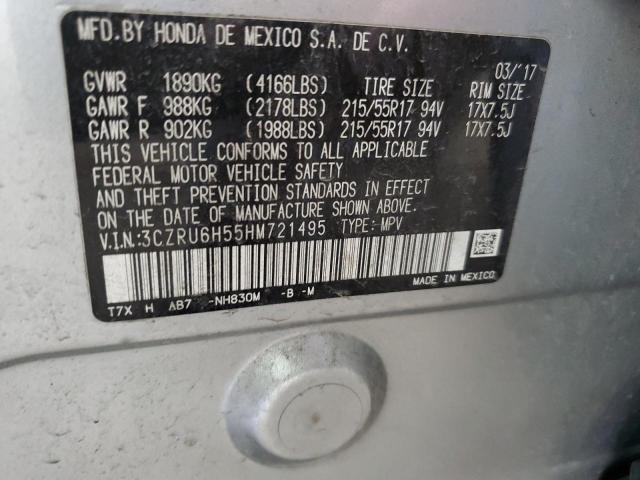 MFD.BY HONDA DE MEXICO S.A. DE C.V.
03/'17
GVWR 1890KG (4166LBS) TIRE SIZE RIM SIZE
GAWR F 988KG (2178LBS) 215/55R17 94V 17X7.5J
GAWR R 902KG (1988LBS) 215/55R17 94V 17X7.5J
THIS VEHICLE CONFORMS TO ALL APPLICABLE
FEDERAL MOTOR VEHICLE SAFETY
AND THEFT PREVENTION STANDARDS IN EFFECT
ON THE DATE OF MANUFACTURE SHOWN ABOVE.
V.I.N:3CZRU6H55HM721495 TYPE: MPV
MADE IN MEXICO
T7X H AB7 -NH830M -B -M